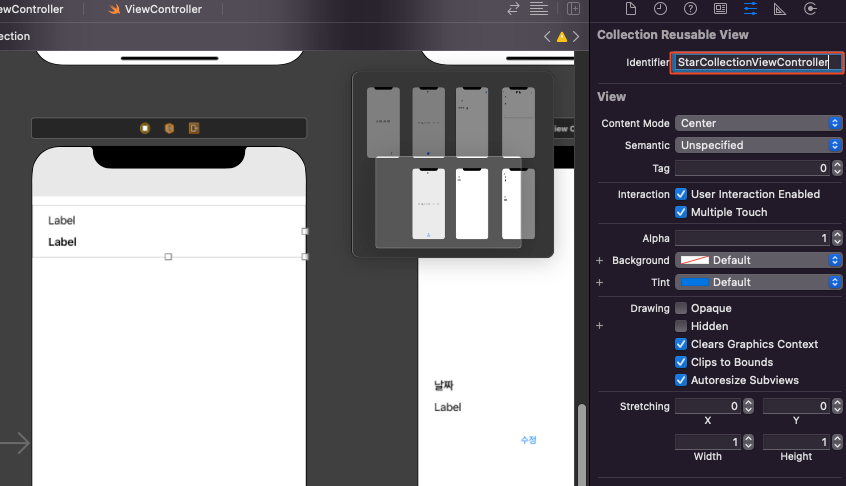 ewController
ViewController
ection
Collection Reusable View
Identifier StarCollectionViewController
View
Content Mode Center
Semantic Unspecified
Tag 0
Interaction User Interaction Enabled
Multiple Touch
Alpha 1
+ Background Default
+ Tint Default
Drawing Opaque
+ Hidden
Clears Graphics Context
Clips to Bounds
Autoresize Subviews
Stretching 0 0
X Y
1 1
Width Height
Label
Label
ew C
날짜
Label
수정